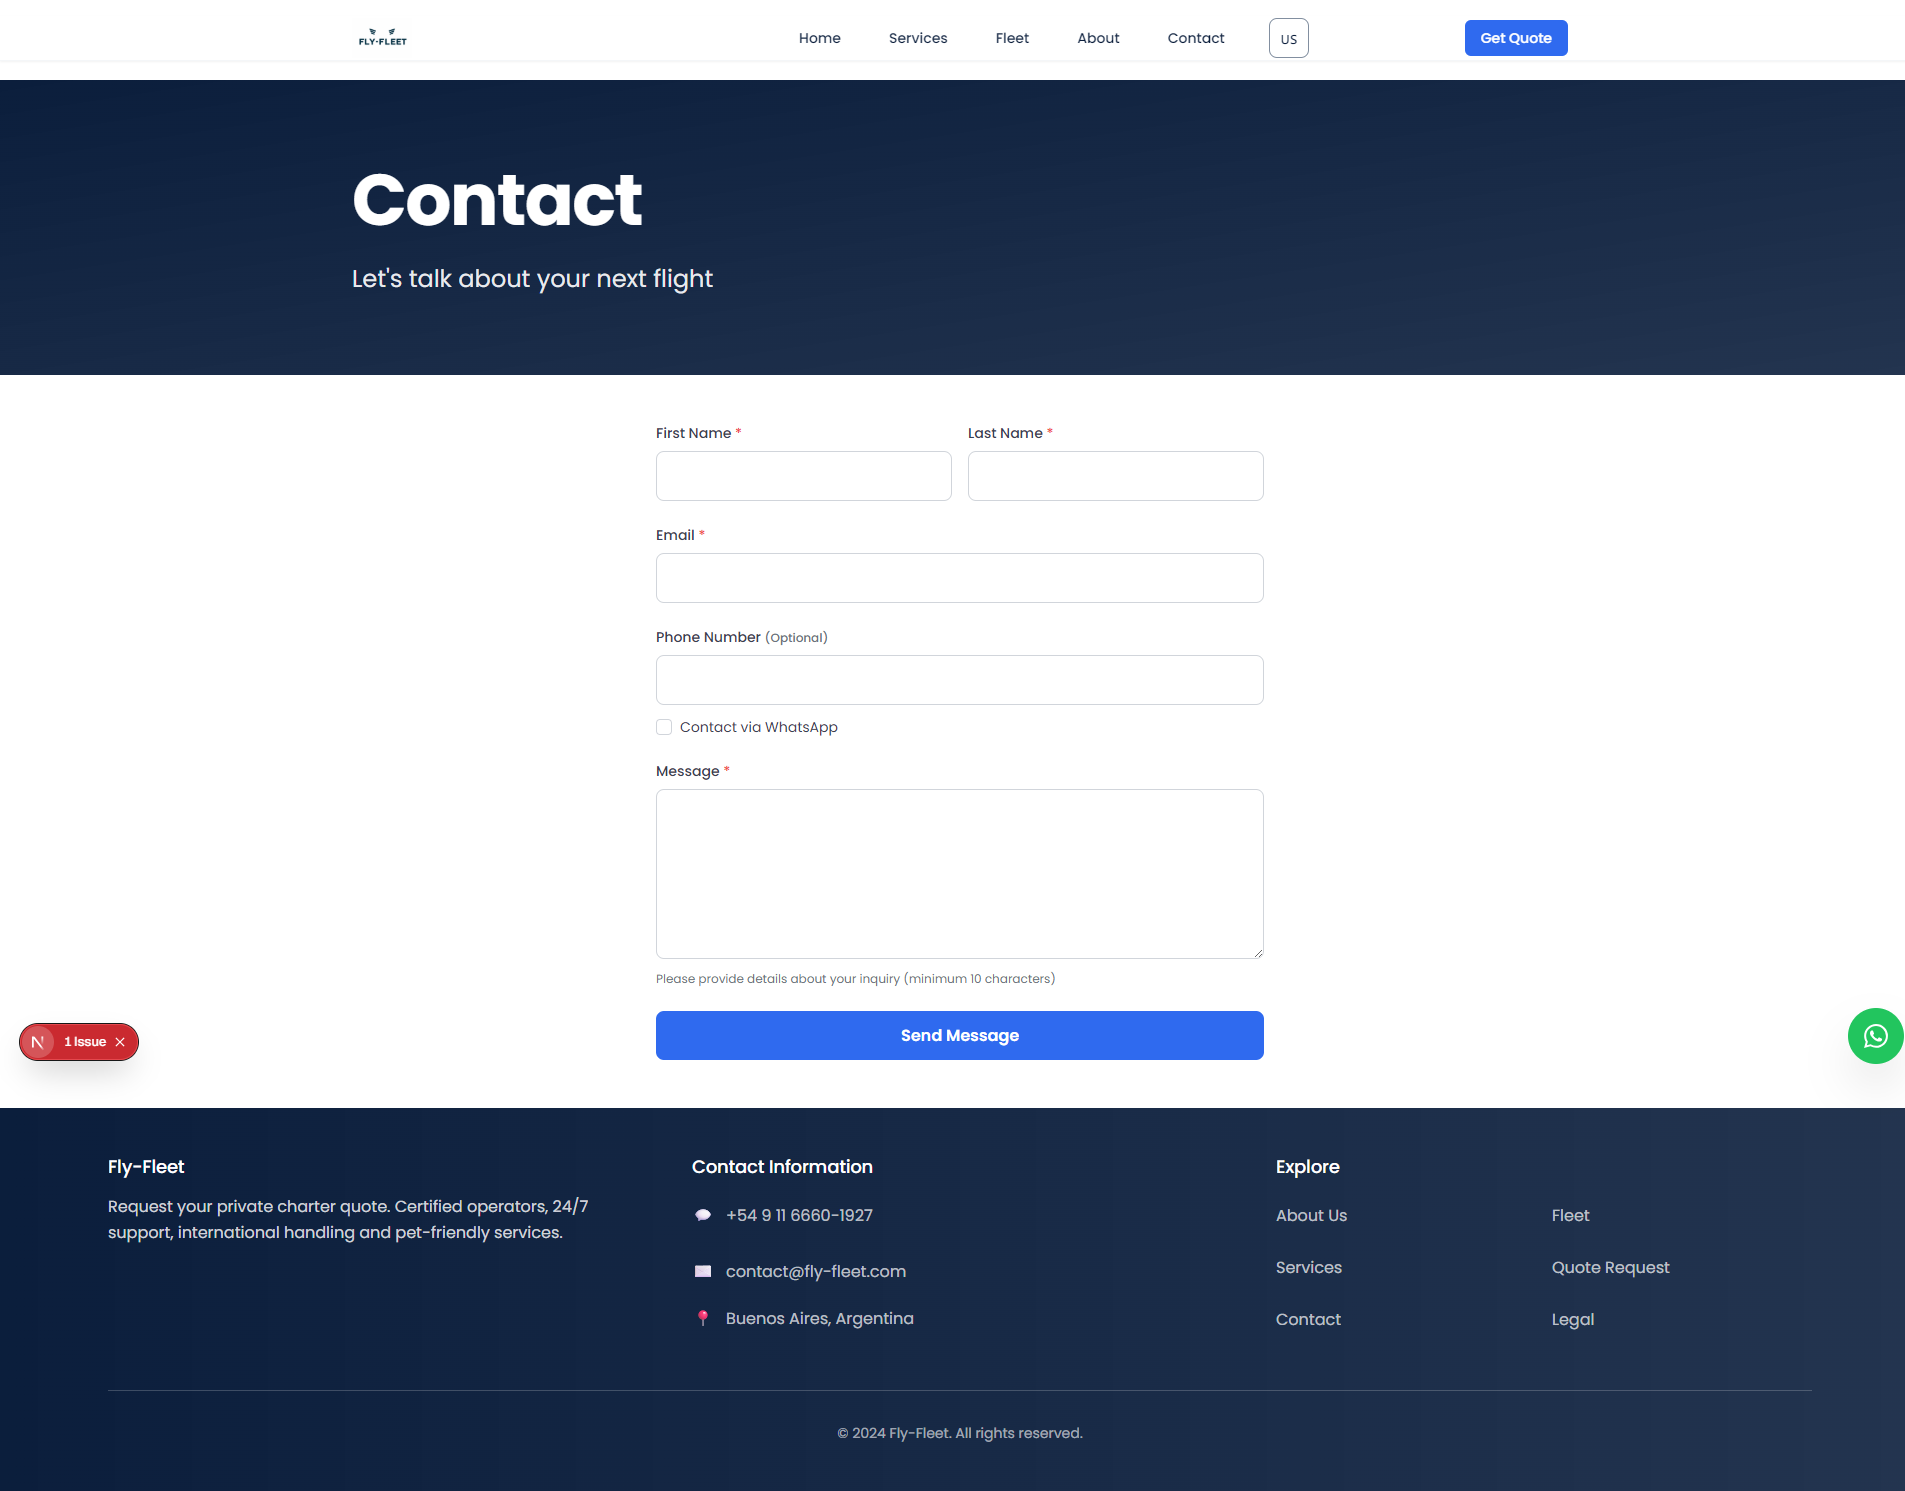 FLY-FLEET
Home
Services
Fleet
About
Contact
US
Get Quote
Contact
Let's talk about your next flight
First Name *
Last Name *
Email *
Phone Number (Optional)
Contact via WhatsApp
Message *
Please provide details about your inquiry (minimum 10 characters)
Send Message
N 1 Issue
Fly-Fleet
Request your private charter quote. Certified operators, 24/7
support, international handling and pet-friendly services.
Contact Information
+54 9 11 6660-1927
contact@fly-fleet.com
Buenos Aires, Argentina
Explore
About Us
Fleet
Services
Quote Request
Contact
Legal
© 2024 Fly-Fleet. All rights reserved.